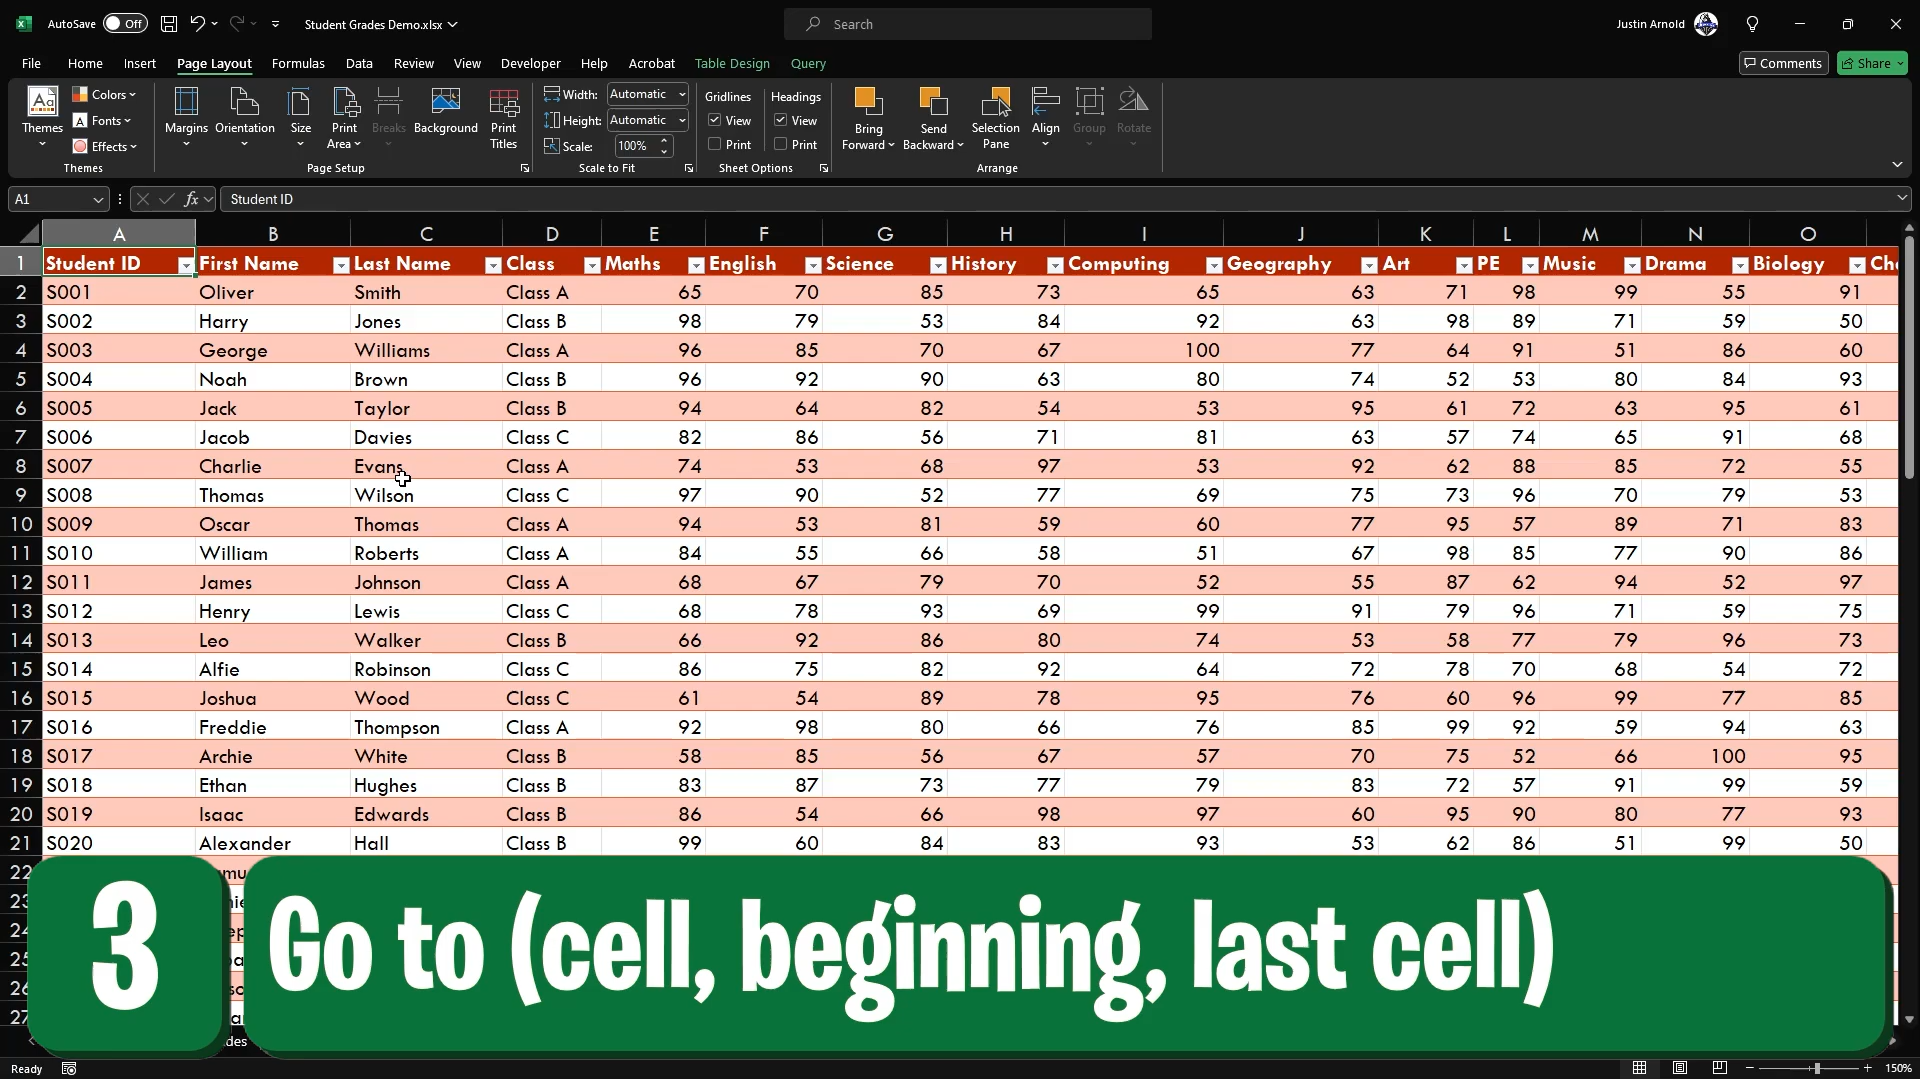 AutoSave Off Student Grades Demo.xlsx Search Justin Arnold
File Home Insert Page Layout Formulas Data Review View Developer Help Acrobat Table Design Query Comments Share
Themes Colors Fonts Effects Margins Orientation Size Print Area Breaks Background Print Titles Width: Automatic Height: Automatic Scale: 100% Gridlines View Print Headings View Print Bring Forward Send Backward Selection Pane Align Group Rotate
Themes Page Setup Scale to Fit Sheet Options Arrange
A1 fx Student ID
A B C D E F G H I J K L M N O
1 Student ID First Name Last Name Class Maths English Science History Computing Geography Art PE Music Drama Biology
2 S001 Oliver Smith Class A 65 70 85 73 65 63 71 98 99 55 91
3 S002 Harry Jones Class B 98 79 53 84 92 63 98 89 71 59 50
4 S003 George Williams Class A 96 85 70 67 100 77 64 91 51 86 60
5 S004 Noah Brown Class B 96 92 90 63 80 74 52 53 80 84 93
6 S005 Jack Taylor Class B 94 64 82 54 53 95 61 72 63 95 61
7 S006 Jacob Davies Class C 82 86 56 71 81 63 57 74 65 91 68
8 S007 Charlie Evans Class A 74 53 68 97 53 92 62 88 85 72 55
9 S008 Thomas Wilson Class C 97 90 52 77 69 75 73 96 70 79 53
10 S009 Oscar Thomas Class A 94 53 81 59 60 77 95 57 89 71 83
11 S010 William Roberts Class A 84 55 66 58 51 67 98 85 77 90 86
12 S011 James Johnson Class A 68 67 79 70 52 55 87 62 94 52 97
13 S012 Henry Lewis Class C 68 78 93 69 99 91 79 96 71 59 75
14 S013 Leo Walker Class B 66 92 86 80 74 53 58 77 79 96 73
15 S014 Alfie Robinson Class C 86 75 82 92 64 72 78 70 68 54 72
16 S015 Joshua Wood Class C 61 54 89 78 95 76 60 96 99 77 85
17 S016 Freddie Thompson Class A 92 98 80 66 76 85 99 92 59 94 63
18 S017 Archie White Class B 58 85 56 67 57 70 75 52 66 100 95
19 S018 Ethan Hughes Class B 83 87 73 77 79 83 72 57 91 99 59
20 S019 Isaac Edwards Class B 86 54 66 98 97 60 95 90 80 77 93
21 S020 Alexander Hall Class B 99 60 84 83 93 53 62 86 51 99 50
22
23
24
25
26
27
3 Go to (cell, beginning, last cell)
Ready 150%